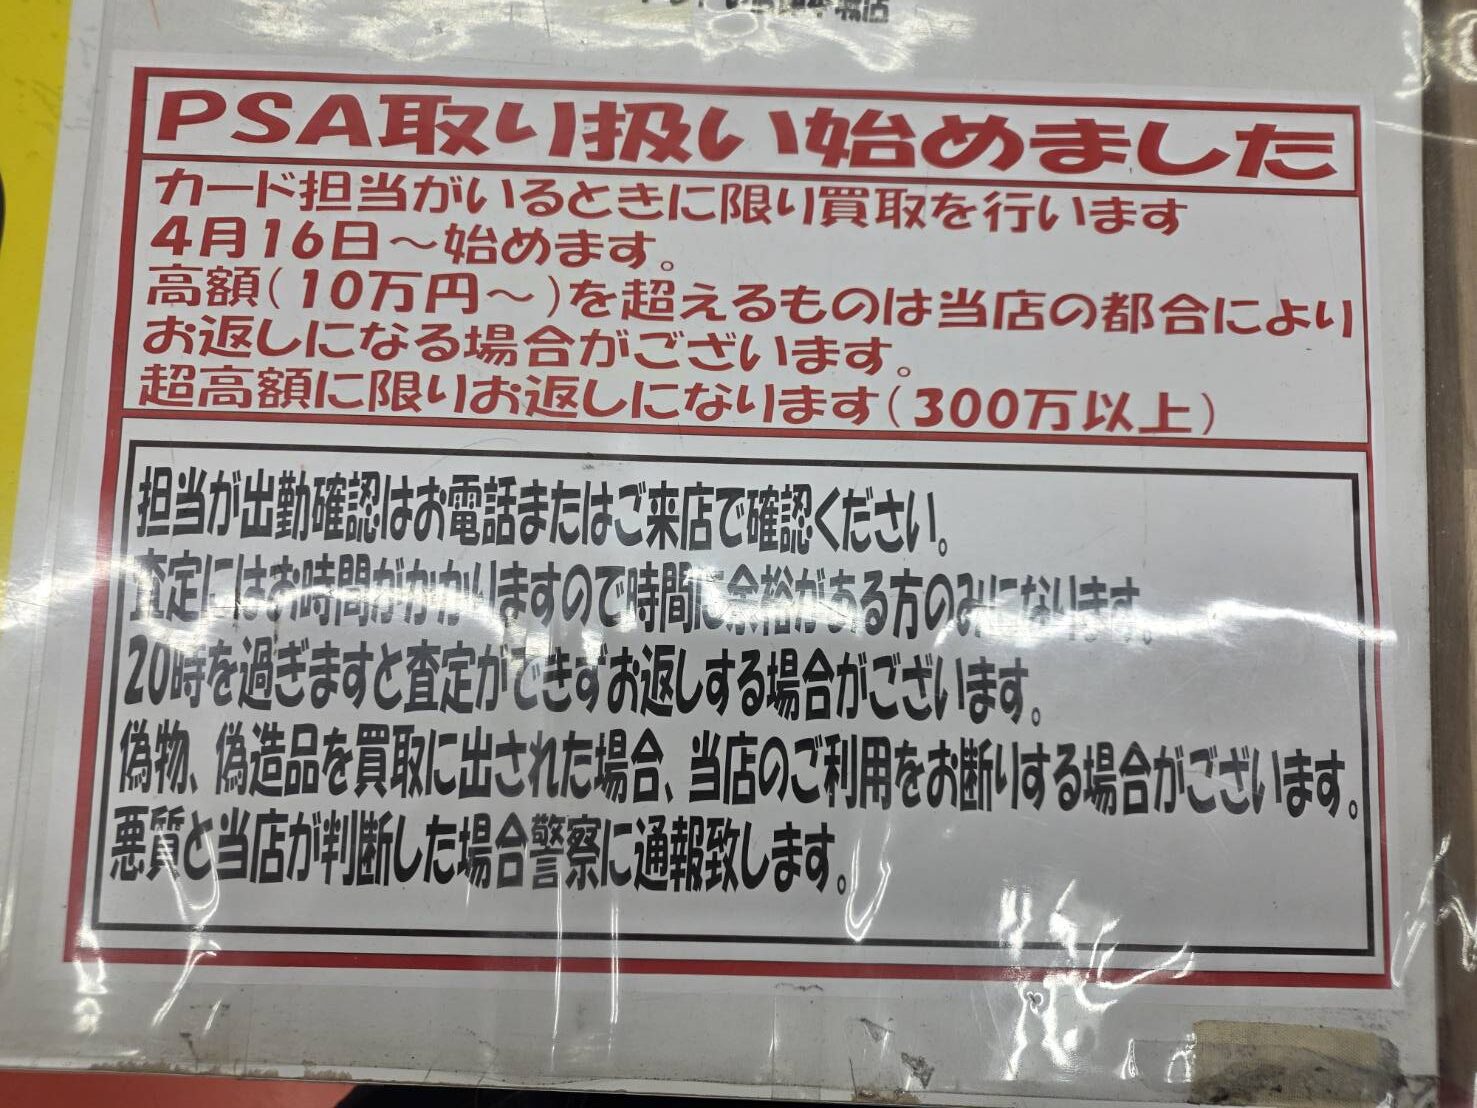 PSA取り扱い始めました
カード担当がいるときに限り買取を行います
4月16日～始めます。
高額(10万円～)を超えるものは当店の都合により
お返しになる場合がございます。
超高額に限りお返しになります(300万以上)
担当が出勤確認はお電話またはご来店で確認ください。
査定にはお時間がかかりますので時間に余裕がある方のみになります。
20時を過ぎますと査定ができずお返しする場合がございます。
偽物、偽造品を買取に出された場合、当店のご利用をお断りする場合がございます。
悪質と当店が判断した場合警察に通報致します。